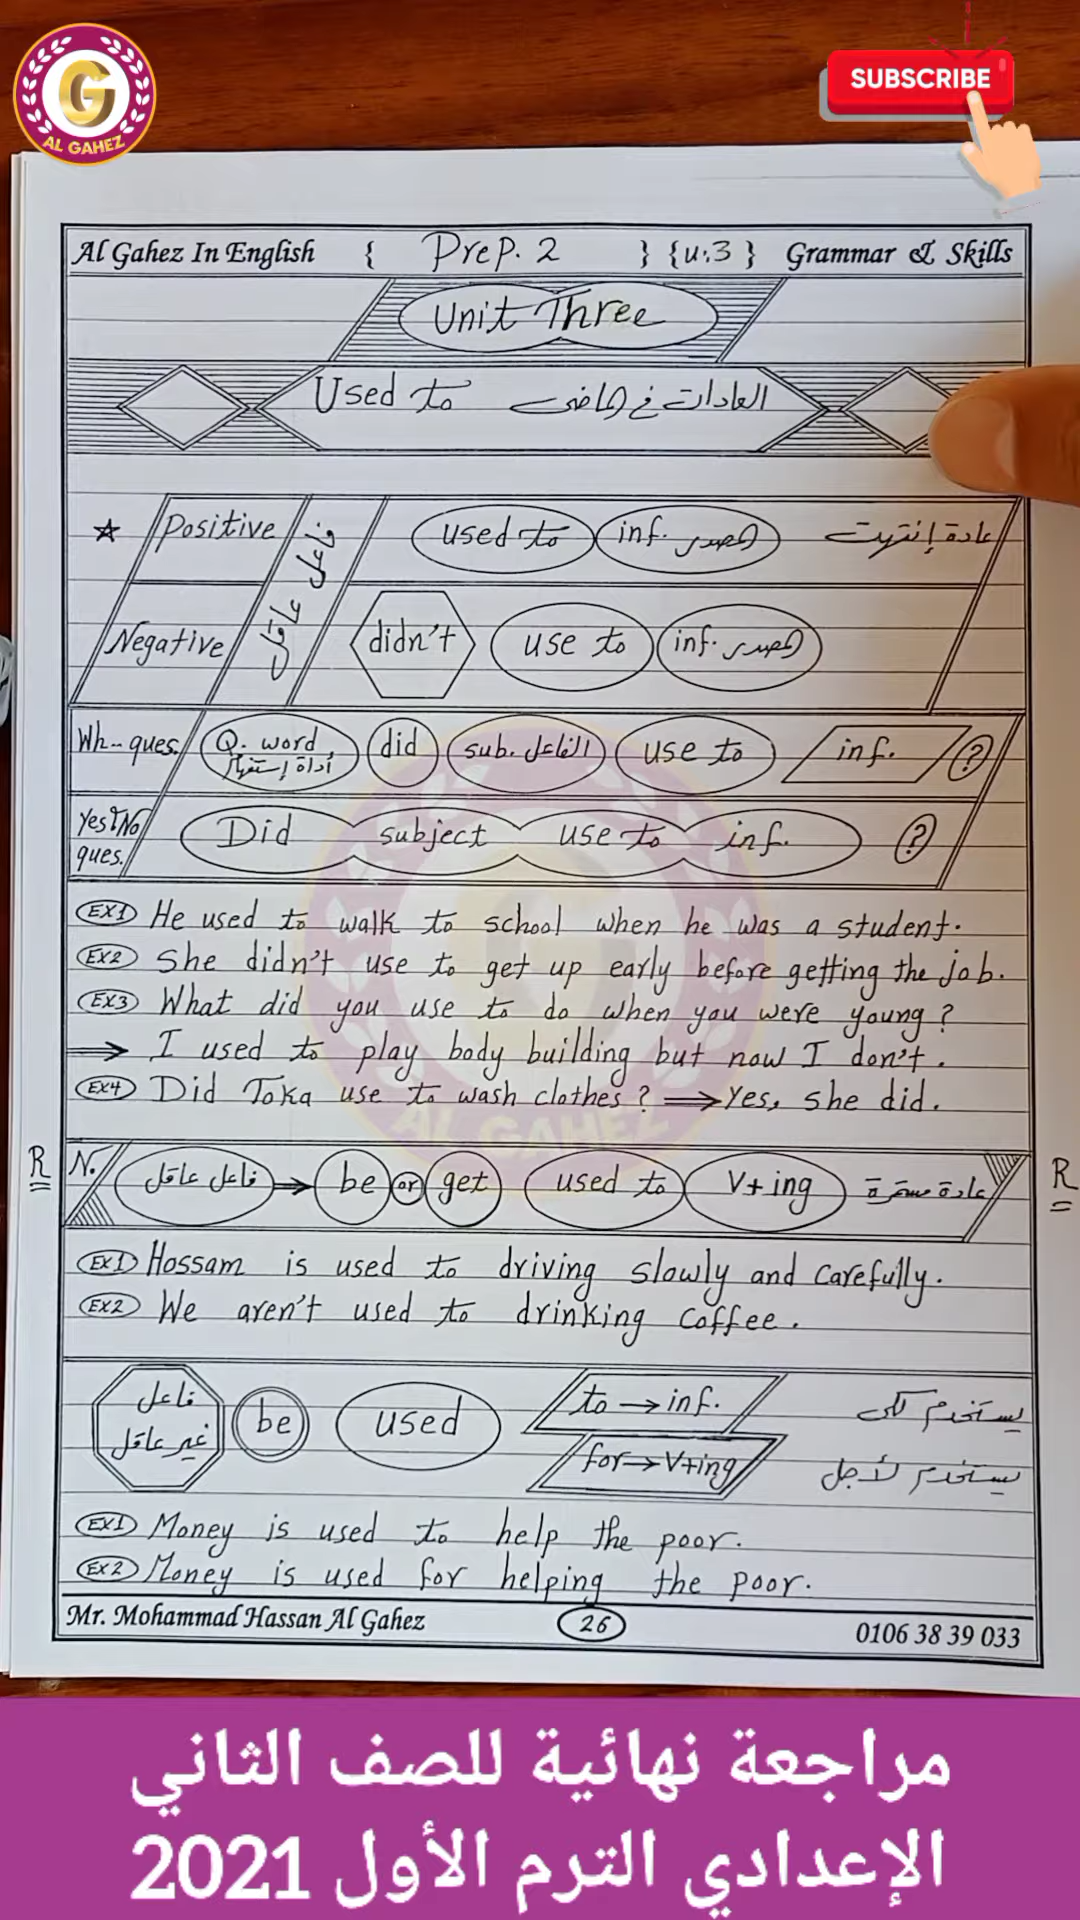 AL GAHEZ
SUBSCRIBE
Al Gahez In English { Prep. 2 } {u.3} Grammar & Skills
Unit Three
Used to العادات في الماضى
Positive فاعل عاقل used to inf. المصدر عادة إنتهت
Negative didn't use to inf. المصدر
Wh-- ques. Q. word أداة إستفهام did sub. الفاعل use to inf. ?
Yes & No ques. Did subject use to inf. ?
EX1 He used to walk to school when he was a student.
EX2 She didn't use to get up early before getting the job.
EX3 What did you use to do when you were young?
⇒ I used to play body building but now I don't.
EX4 Did Toka use to wash clothes? ⇒ Yes, she did.
R N. فاعل عاقل → be or get used to V+ing عادة مستمرة R
EX1 Hossam is used to driving slowly and carefully.
EX2 We aren't used to drinking coffee.
فاعل غير عاقل be used to → inf. يستخدم لكى
for → V+ing يستخدم لأجل
EX1 Money is used to help the poor.
EX2 Money is used for helping the poor.
Mr. Mohammad Hassan Al Gahez 26 0106 38 39 033
AL GAHEZ
مراجعة نهائية للصف الثاني
الإعدادي الترم الأول 2021